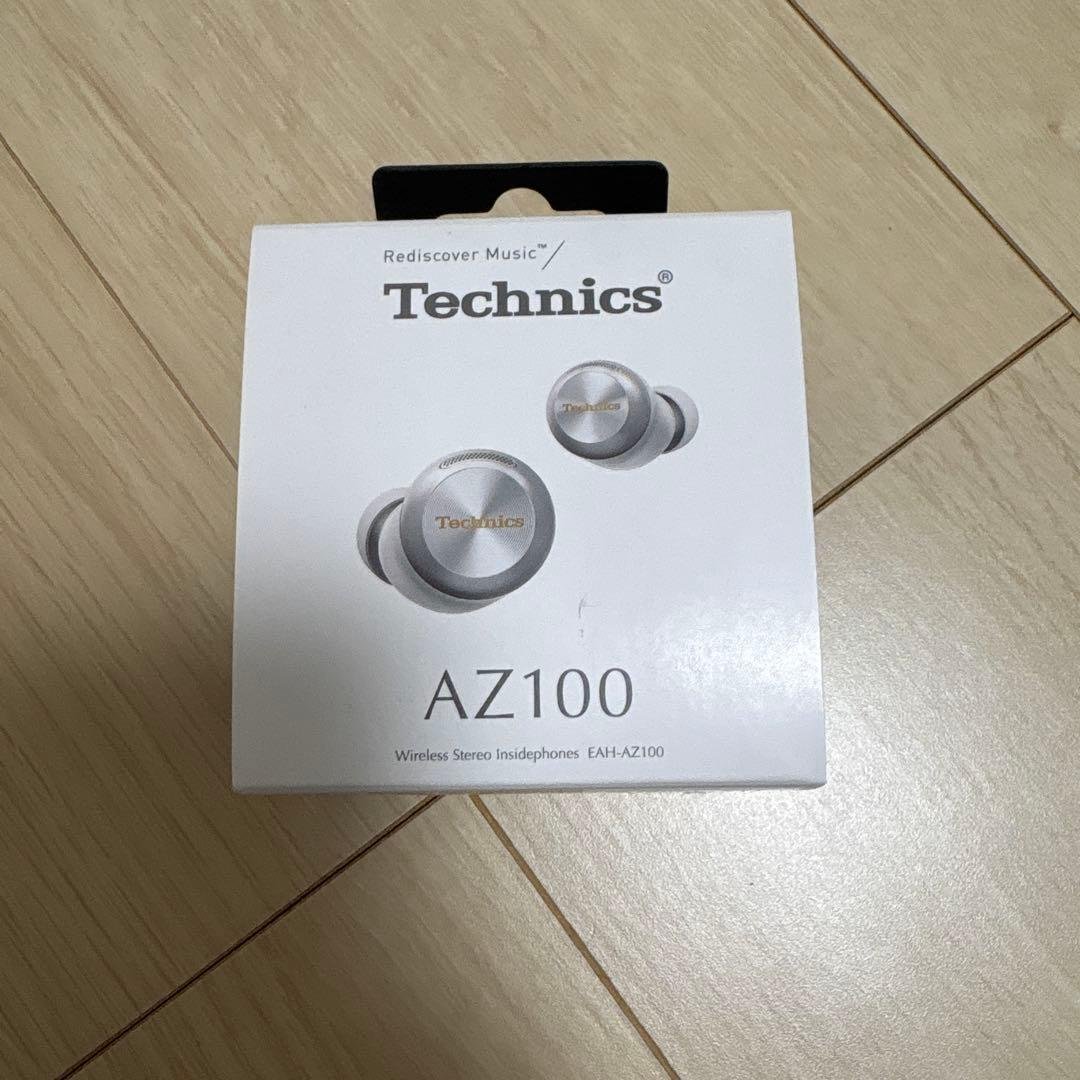 Rediscover Music™
Technics®
Technics
Technics
AZ100
Wireless Stereo Insidephones EAH-AZ100